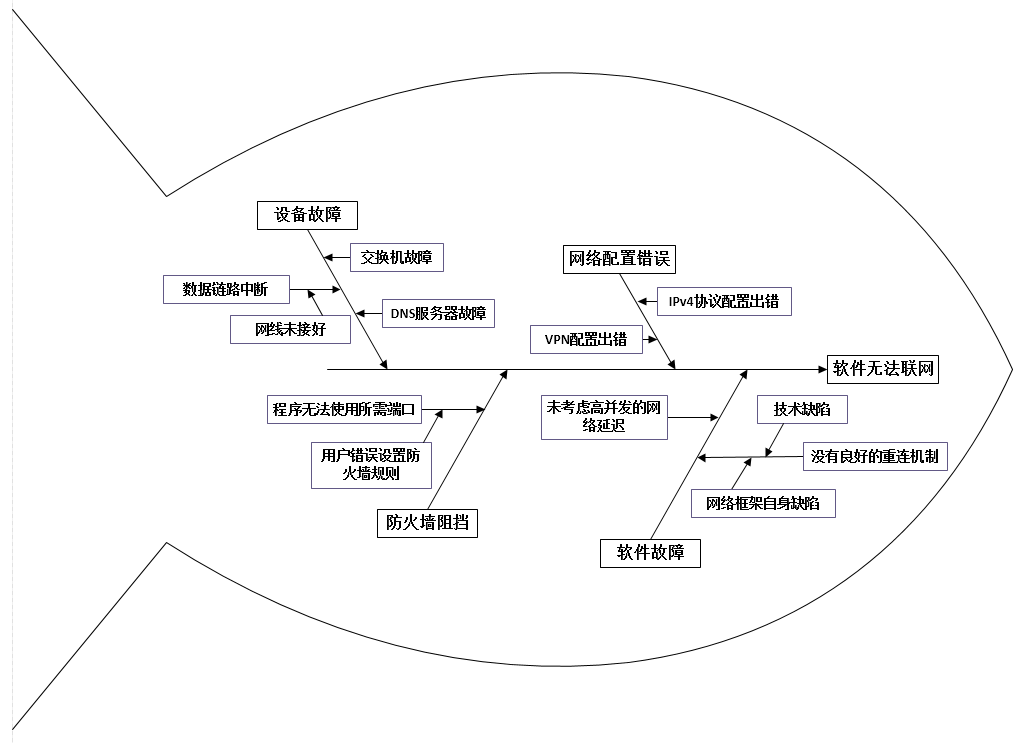 设备故障
交换机故障
数据链路中断
DNS服务器故障
网线未接好
网络配置错误
IPv4协议配置出错
VPN配置出错
软件无法联网
程序无法使用所需端口
用户错误设置防
火墙规则
防火墙阻挡
未考虑高并发的网
络延迟
技术缺陷
没有良好的重连机制
网络框架自身缺陷
软件故障